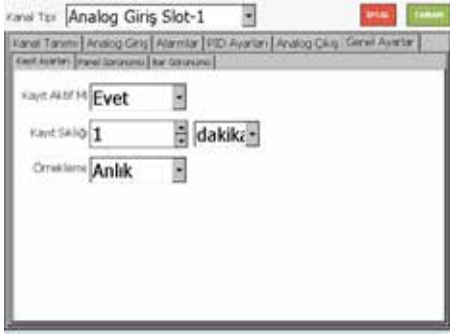 Kanal Tipi Analog Giriş Slot-1 İPTAL TAMAM
Kanal Tanımı Analog Giriş Alarmlar PID Ayarları Analog Çıkış Genel Ayarlar
Kayıt Ayarları Panel Görünümü Bar Görünümü
Kayıt Aktif Mi Evet
Kayıt Sıklığı 1 dakika
Örnekleme Anlık